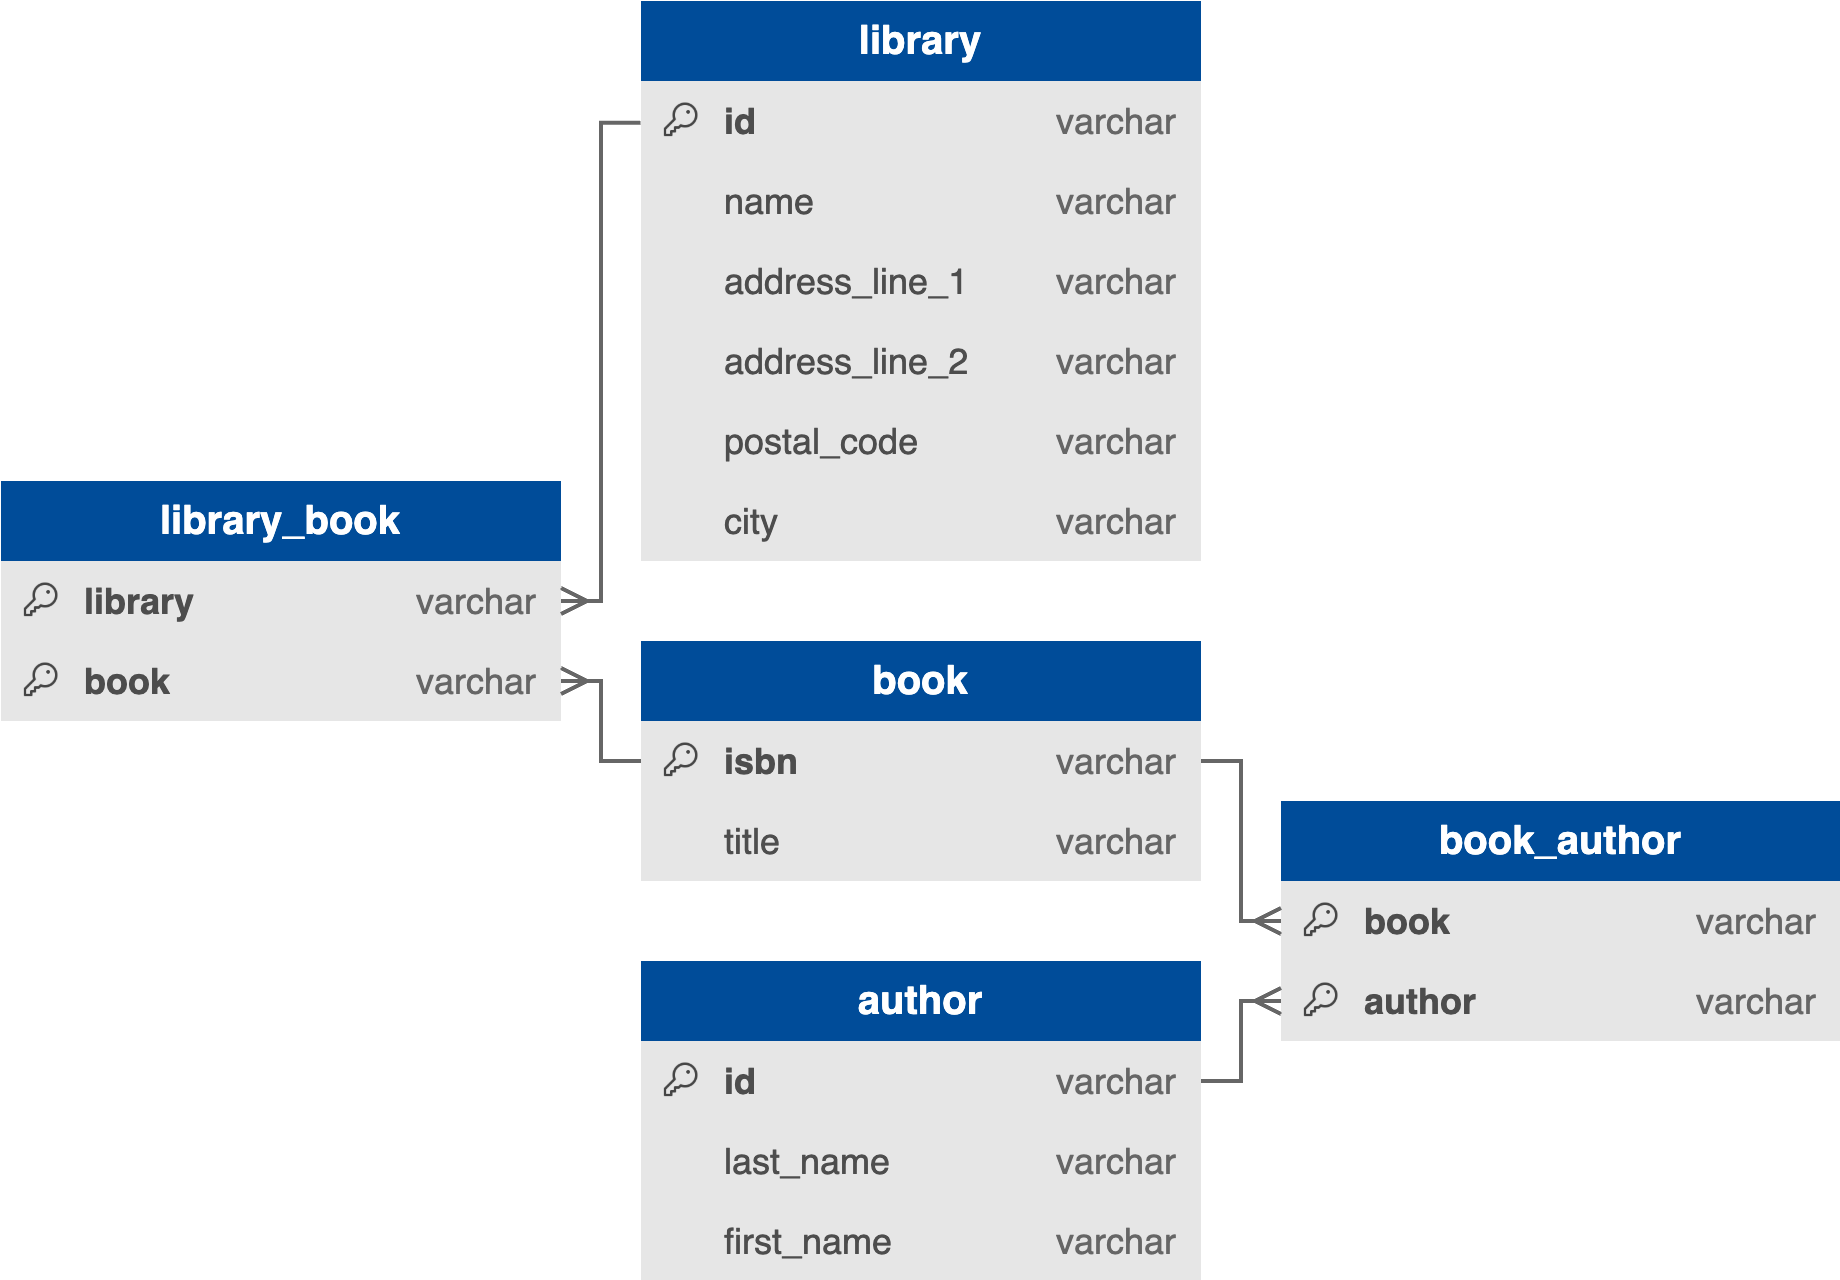 library
id varchar
name varchar
address_line_1 varchar
address_line_2 varchar
postal_code varchar
city varchar
library_book
library varchar
book varchar
book
isbn varchar
title varchar
book_author
book varchar
author varchar
author
id varchar
last_name varchar
first_name varchar